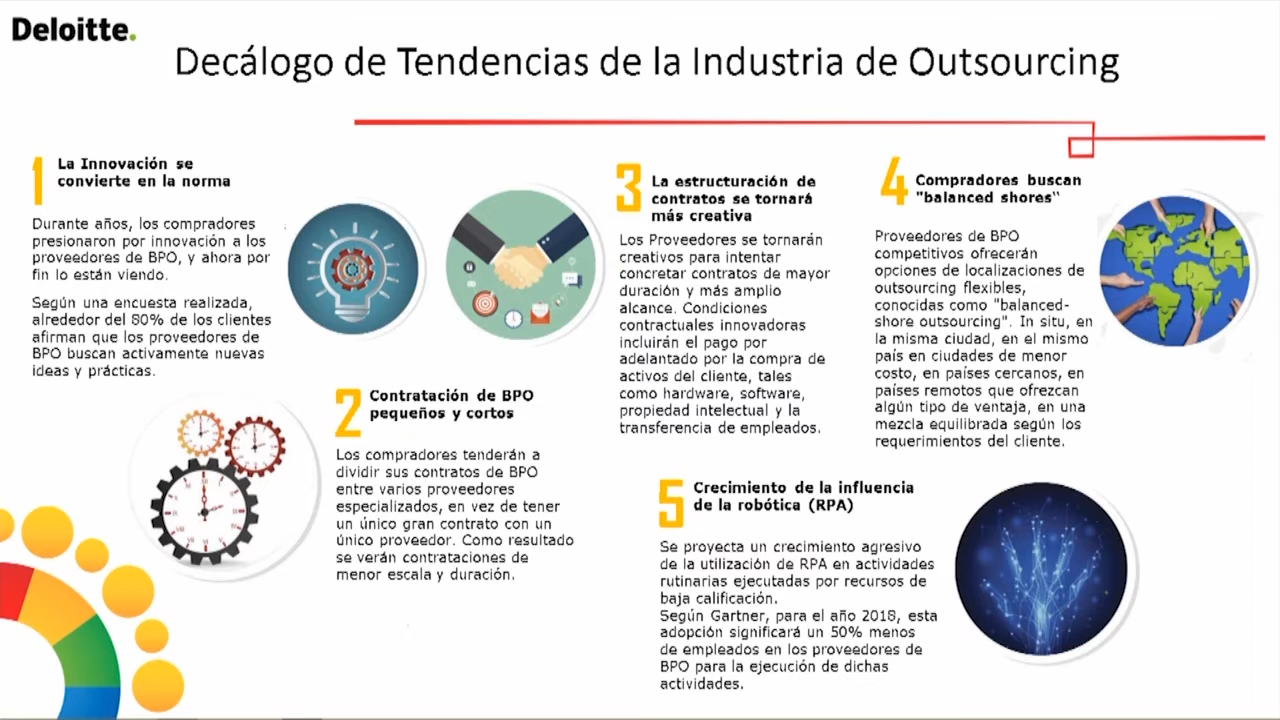 Deloitte.
Decálogo de Tendencias de la Industria de Outsourcing
1
La Innovación se
convierte en la norma
Durante años, los compradores
presionaron por innovación a los
proveedores de BPO, y ahora por
fin lo están viendo.
Según una encuesta realizada,
alrededor del 80% de los clientes
afirman que los proveedores de
BPO buscan activamente nuevas
ideas y prácticas.
2
Contratación de BPO
pequeños y cortos
Los compradores tenderán a
dividir sus contratos de BPO
entre varios proveedores
especializados, en vez de tener
un único gran contrato con un
único proveedor. Como resultado
se verán contrataciones de
menor escala y duración.
3
La estructuración de
contratos se tornará
más creativa
Los Proveedores se tornarán
creativos para intentar
concretar contratos de mayor
duración y más amplio
alcance. Condiciones
contractuales innovadoras
incluirán el pago por
adelantado por la compra de
activos del cliente, tales
como hardware, software,
propiedad intelectual y la
transferencia de empleados.
4
Compradores buscan
"balanced shores"
Proveedores de BPO
competitivos ofrecerán
opciones de localizaciones de
outsourcing flexibles,
conocidas como "balanced-
shore outsourcing". In situ, en
la misma ciudad, en el mismo
país en ciudades de menor
costo, en países cercanos, en
países remotos que ofrezcan
algún tipo de ventaja, en una
mezcla equilibrada según los
requerimientos del cliente.
5
Crecimiento de la influencia
de la robótica (RPA)
Se proyecta un crecimiento agresivo
de la utilización de RPA en actividades
rutinarias ejecutadas por recursos de
baja calificación.
Según Gartner, para el año 2018, esta
adopción significará un 50% menos
de empleados en los proveedores de
BPO para la ejecución de dichas
actividades.